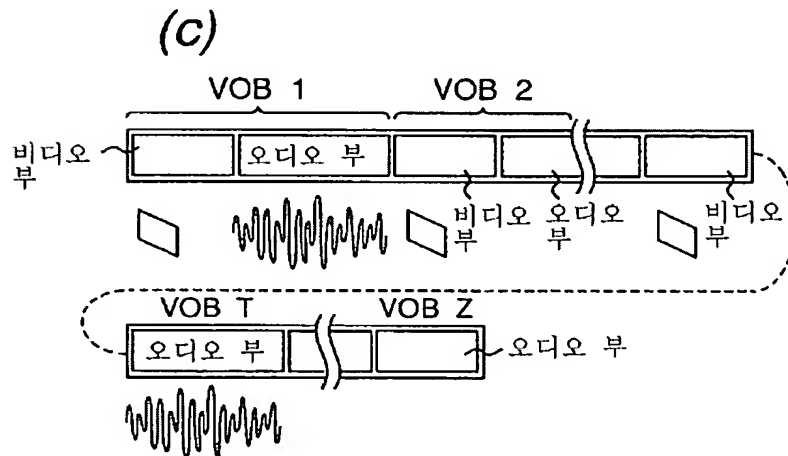 (c)
VOB 1
VOB 2
비디오
부
오디오 부
비디오
부
오디오
부
비디오
부
VOB T
VOB Z
오디오 부
오디오 부